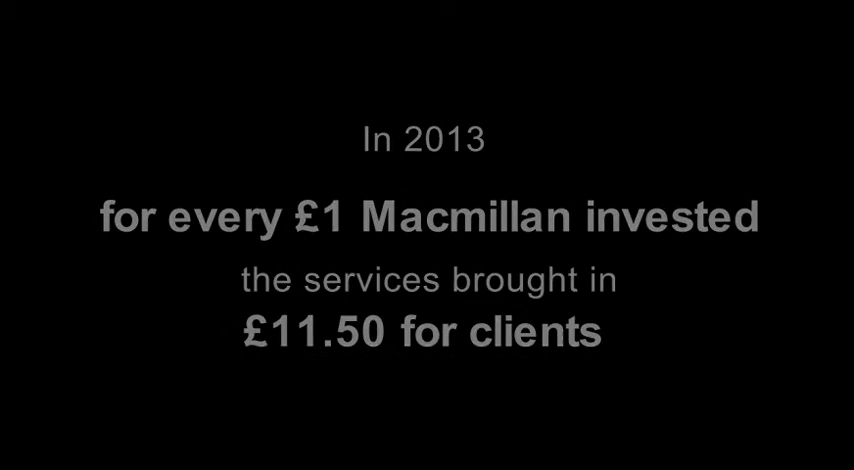 In 2013
for every £1 Macmillan invested
the services brought in
£11.50 for clients